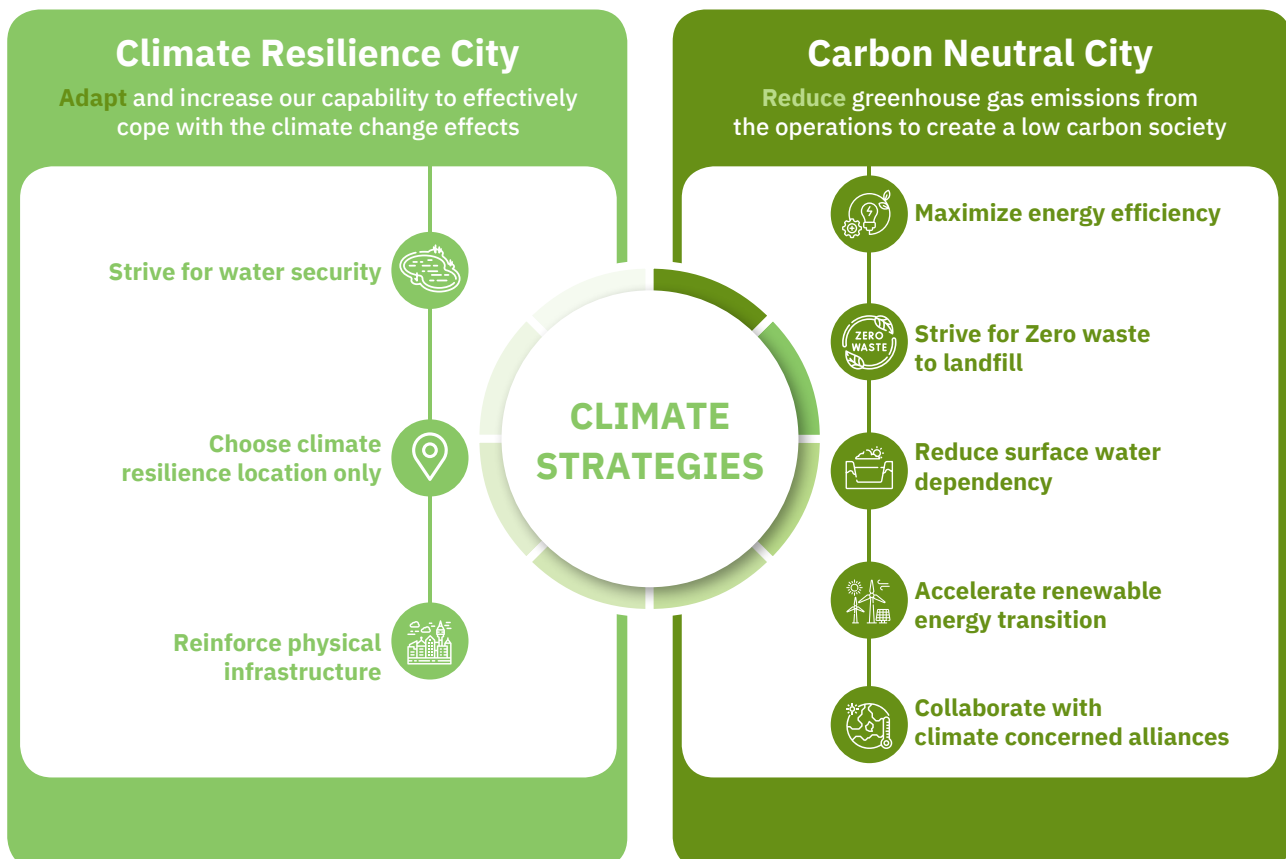 Climate Resilience City
Adapt and increase our capability to effectively
cope with the climate change effects
Strive for water security
Choose climate
resilience location only
Reinforce physical
infrastructure
CLIMATE
STRATEGIES
Carbon Neutral City
Reduce greenhouse gas emissions from
the operations to create a low carbon society
Maximize energy efficiency
ZERO
WASTE
Strive for Zero waste
to landfill
Reduce surface water
dependency
Accelerate renewable
energy transition
Collaborate with
climate concerned alliances